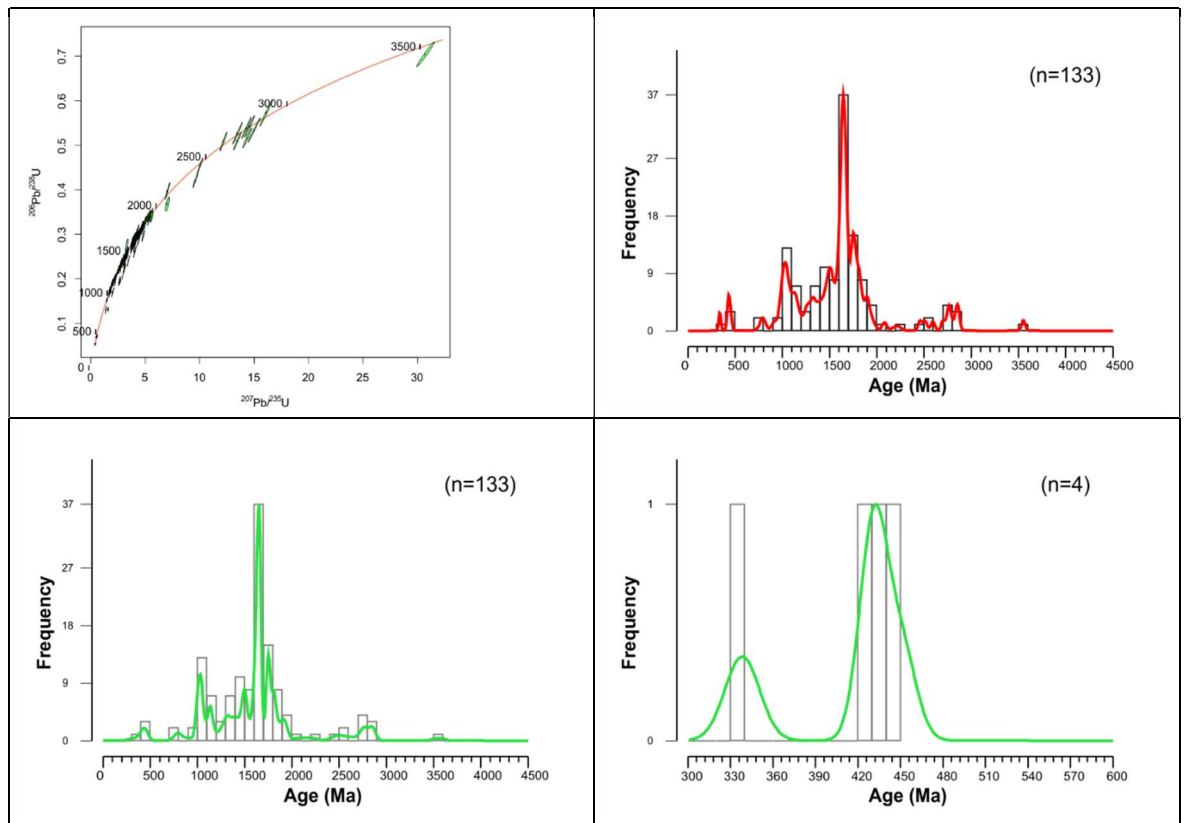 0.7
0.6
0.5
0.4
0.3
0.2
0.1
²⁰⁶Pb/²³⁸U
3500
3000
2500
2000
1500
1000
500
0
0 5 10 15 20 25 30
²⁰⁷Pb/²³⁵U
(n=133)
37
27
18
9
0
Frequency
0 500 1000 1500 2000 2500 3000 3500 4000 4500
Age (Ma)
(n=133)
37
27
18
9
0
Frequency
0 500 1000 1500 2000 2500 3000 3500 4000 4500
Age (Ma)
(n=4)
1
0
Frequency
300 330 360 390 420 450 480 510 540 570 600
Age (Ma)